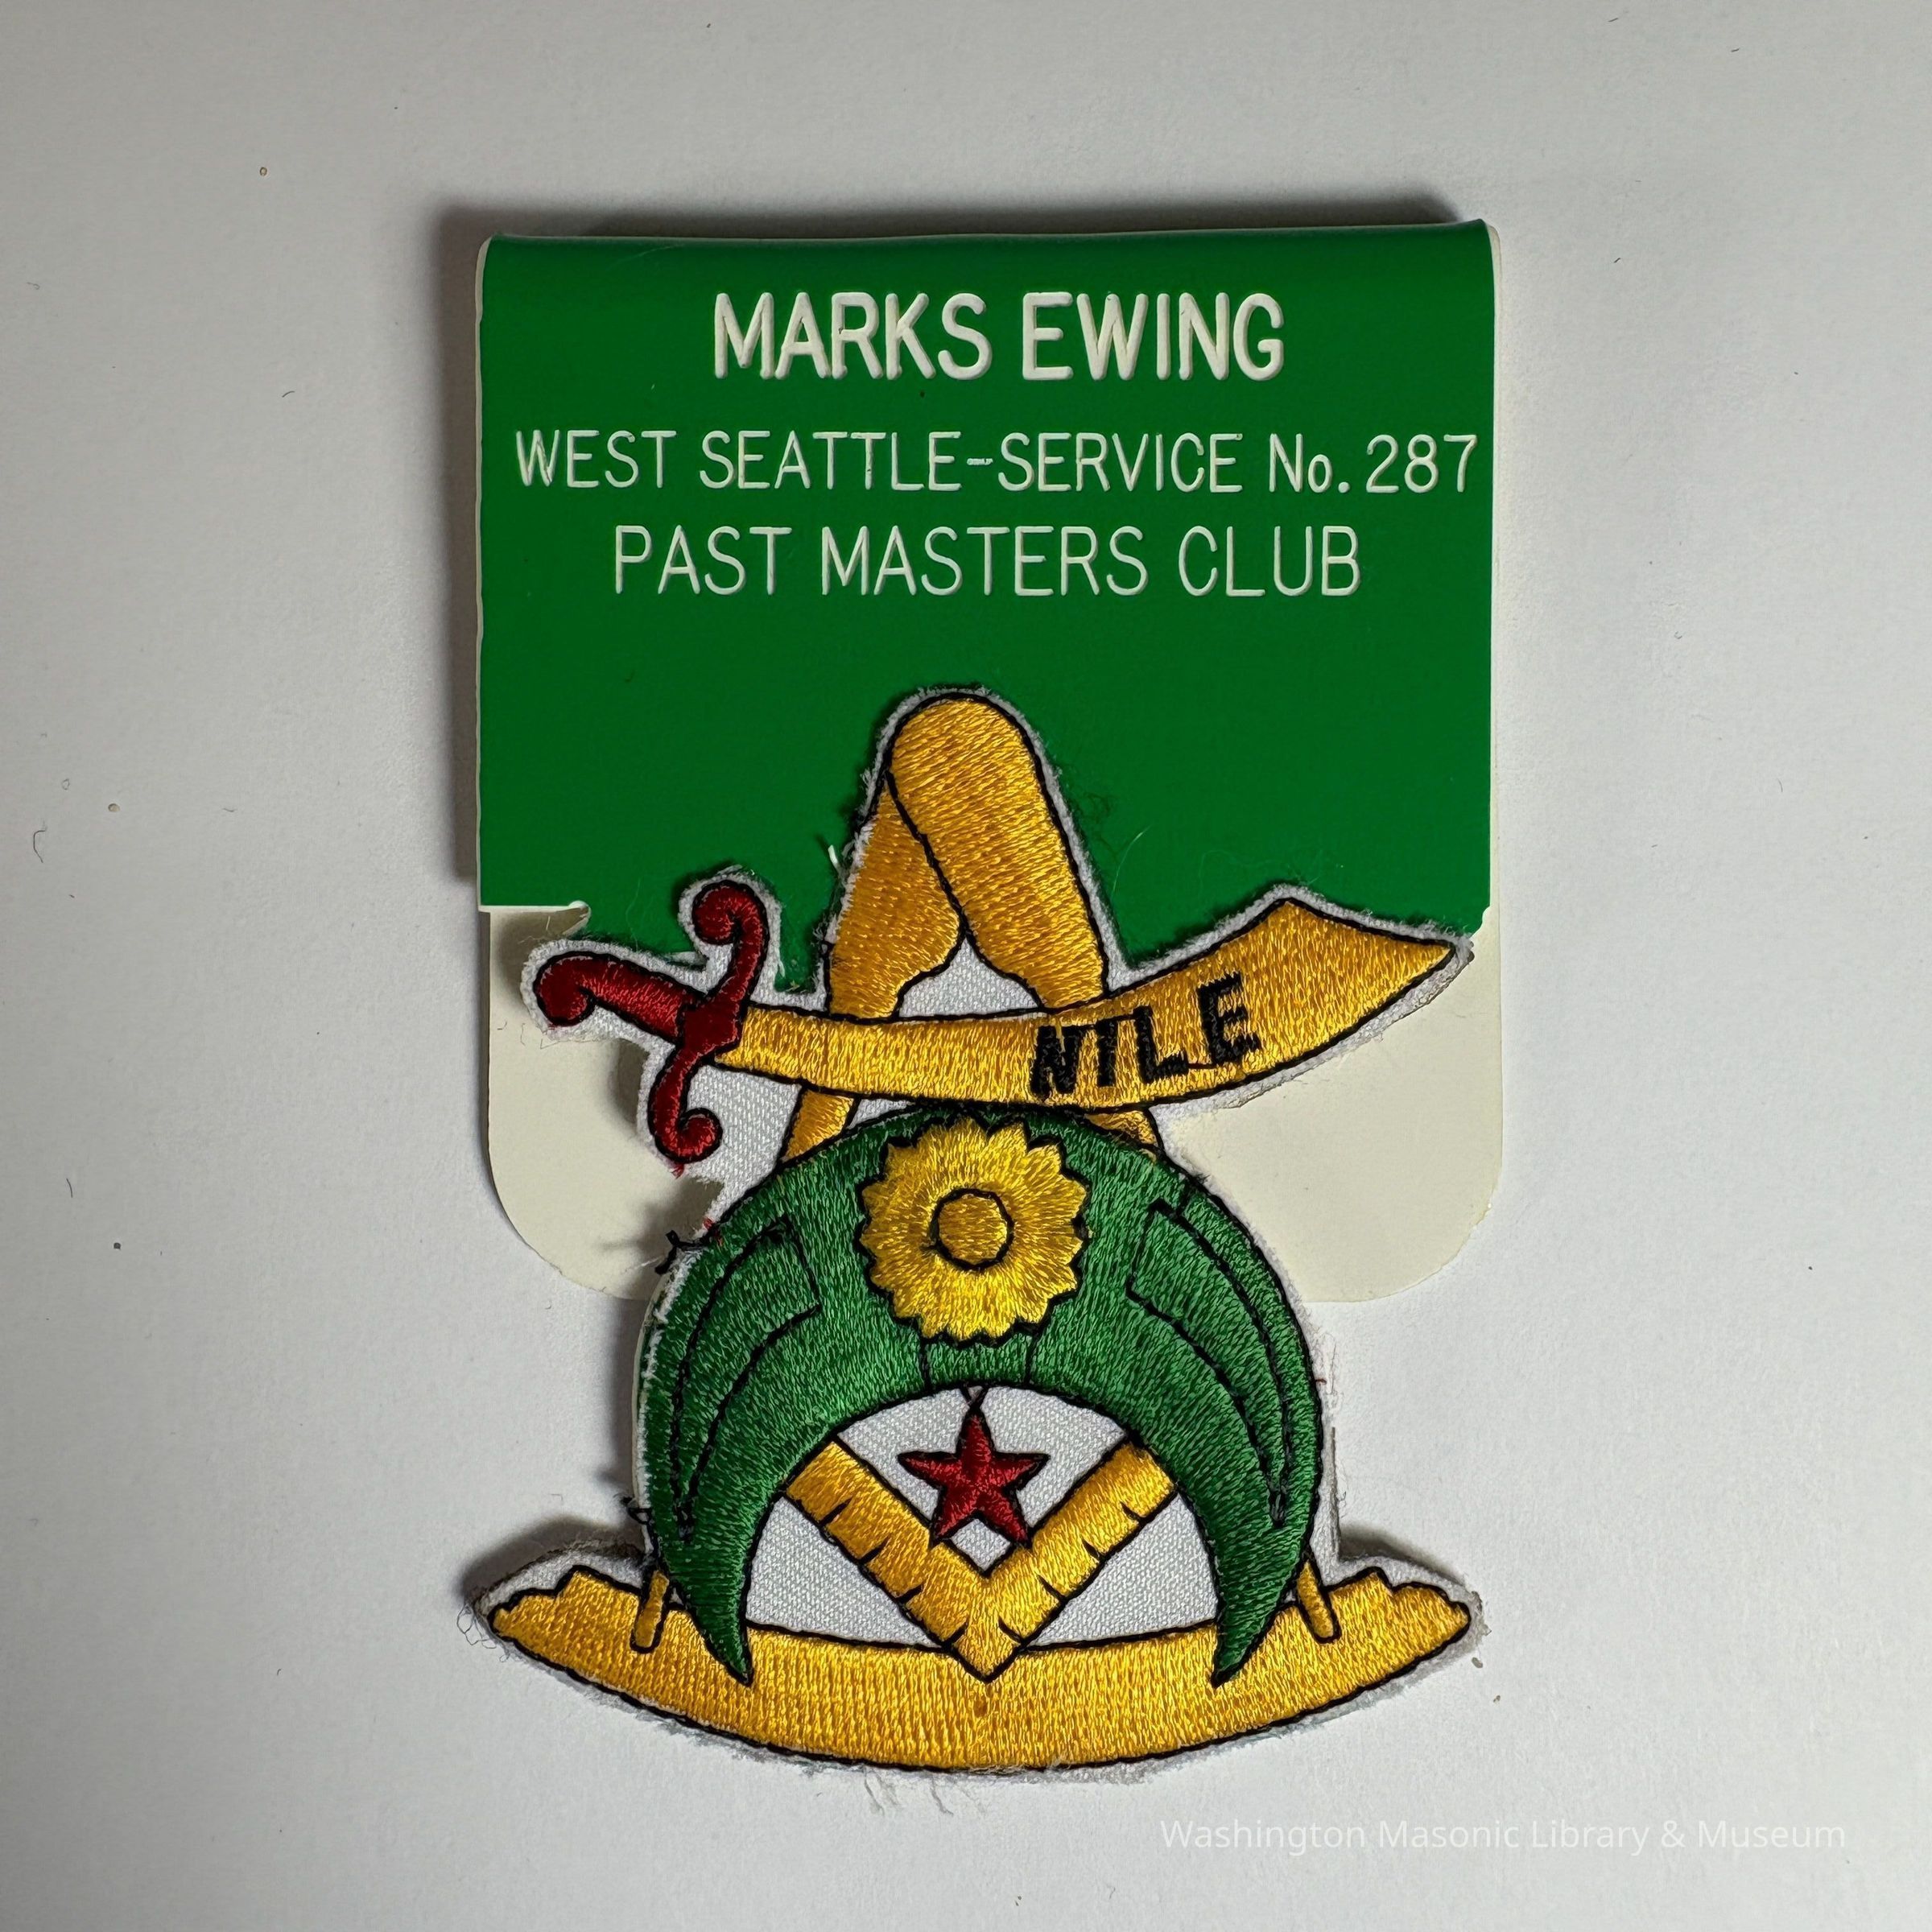 MARKS EWING
WEST SEATTLE-SERVICE No. 287
PAST MASTERS CLUB
NILE
Washington Masonic Library & Museum